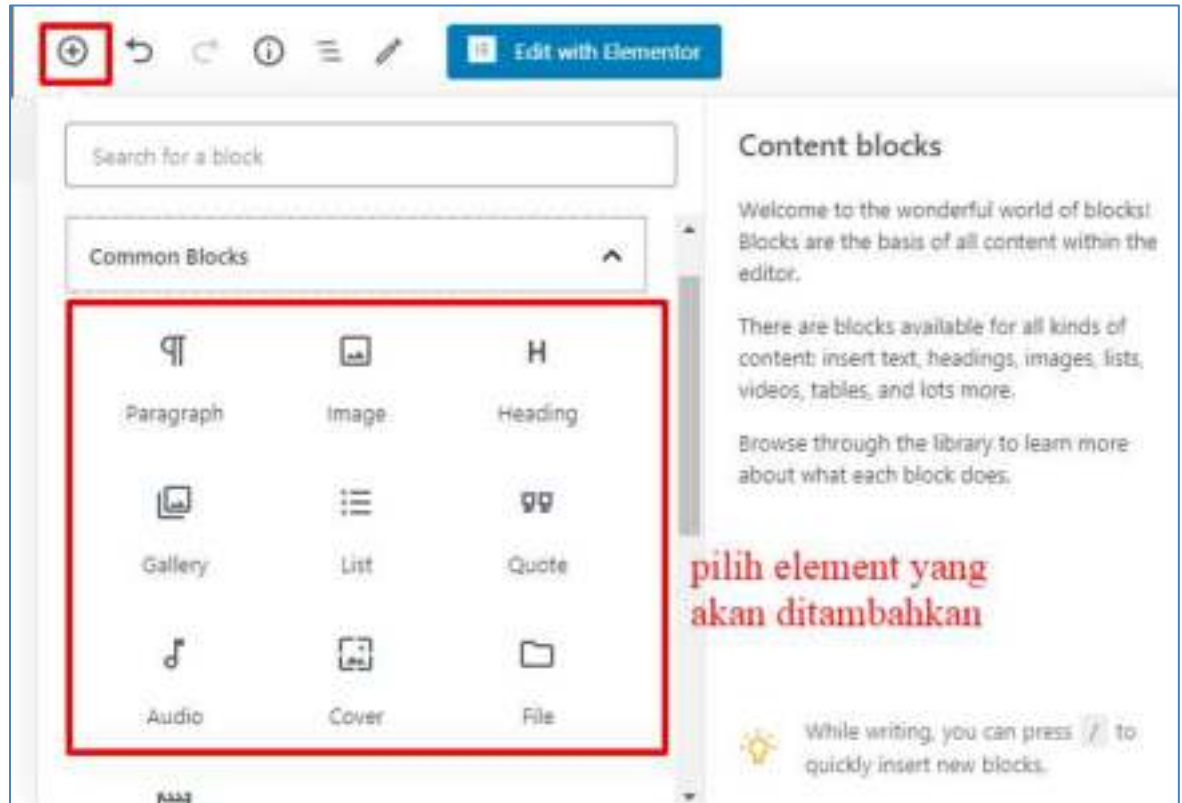 Edit with Elementor
Search for a block
Common Blocks
Paragraph
Image
H
Heading
Gallery
List
Quote
Audio
Cover
File
Content blocks
Welcome to the wonderful world of blocks!
Blocks are the basis of all content within the
editor.
There are blocks available for all kinds of
content: insert text, headings, images, lists,
videos, tables, and lots more.
Browse through the library to learn more
about what each block does.
pilih element yang
akan ditambahkan
While writing, you can press / to
quickly insert new blocks.